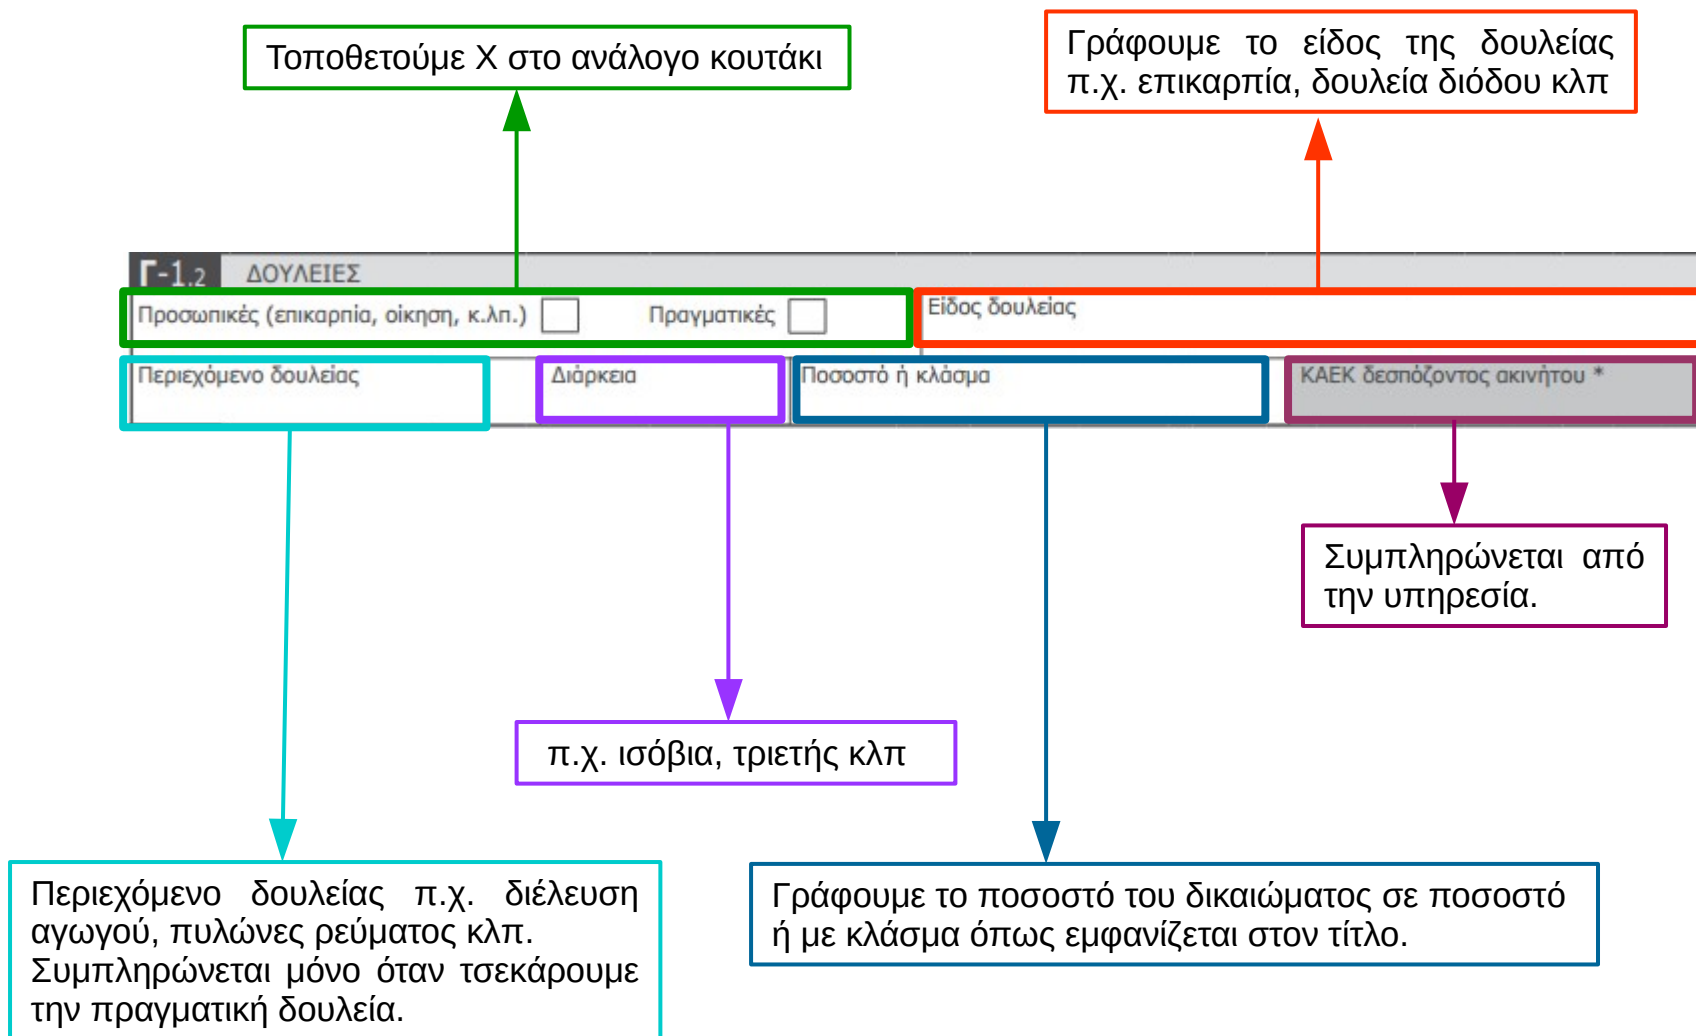 Τοποθετούμε Χ στο ανάλογο κουτάκι
Γράφουμε το είδος της δουλείας
π.χ. επικαρπία, δουλεία διόδου κλπ
Γ-1.2 ΔΟΥΛΕΙΕΣ
Προσωπικές (επικαρπία, οίκηση, κ.λπ.) Πραγματικές Είδος δουλείας
Περιεχόμενο δουλείας Διάρκεια Ποσοστό ή κλάσμα ΚΑΕΚ δεσπόζοντος ακινήτου *
Συμπληρώνεται από
την υπηρεσία.
π.χ. ισόβια, τριετής κλπ
Περιεχόμενο δουλείας π.χ. διέλευση
αγωγού, πυλώνες ρεύματος κλπ.
Συμπληρώνεται μόνο όταν τσεκάρουμε
την πραγματική δουλεία.
Γράφουμε το ποσοστό του δικαιώματος σε ποσοστό
ή με κλάσμα όπως εμφανίζεται στον τίτλο.